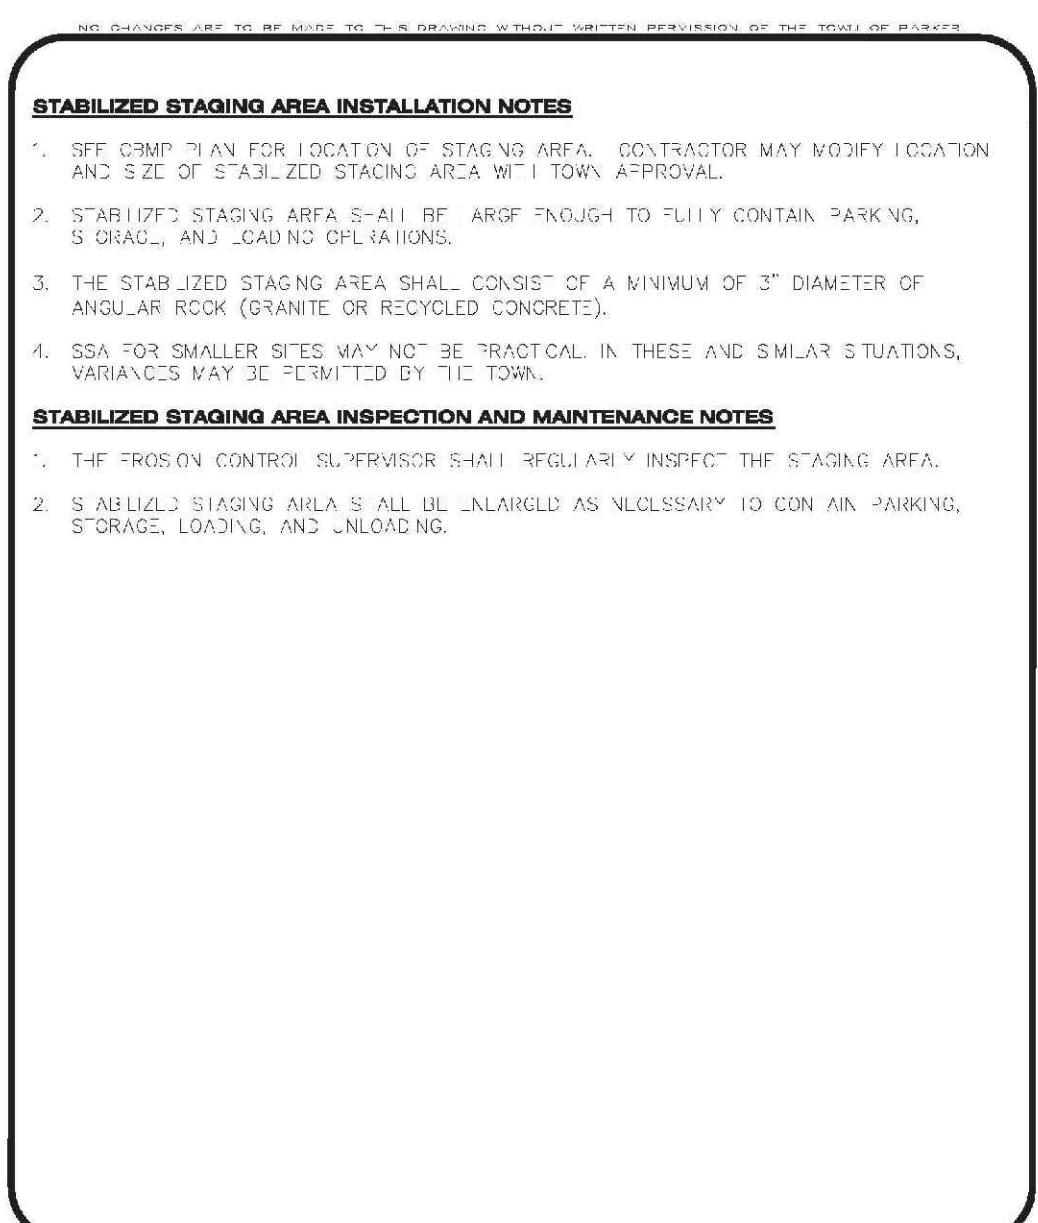 NO CHANGES ARE TO BE MADE TO THIS DRAWING WITHOUT WRITTEN PERMISSION OF THE TOWN OF PARKER
STABILIZED STAGING AREA INSTALLATION NOTES
1. SEE CBMP PLAN FOR LOCATION OF STAGING AREA. CONTRACTOR MAY MODIFY LOCATION
AND SIZE OF STABILIZED STAGING AREA WITH TOWN APPROVAL.
2. STABILIZED STAGING AREA SHALL BE LARGE ENOUGH TO FULLY CONTAIN PARKING,
STORAGE, AND LOADING OPERATIONS.
3. THE STABILIZED STAGING AREA SHALL CONSIST OF A MINIMUM OF 3" DIAMETER OF
ANGULAR ROCK (GRANITE OR RECYCLED CONCRETE).
4. SSA FOR SMALLER SITES MAY NOT BE PRACTICAL. IN THESE AND SIMILAR SITUATIONS,
VARIANCES MAY BE PERMITTED BY THE TOWN.
STABILIZED STAGING AREA INSPECTION AND MAINTENANCE NOTES
1. THE EROSION CONTROL SUPERVISOR SHALL REGULARLY INSPECT THE STAGING AREA.
2. STABILIZED STAGING AREA SHALL BE ENLARGED AS NECESSARY TO CONTAIN PARKING,
STORAGE, LOADING, AND UNLOADING.